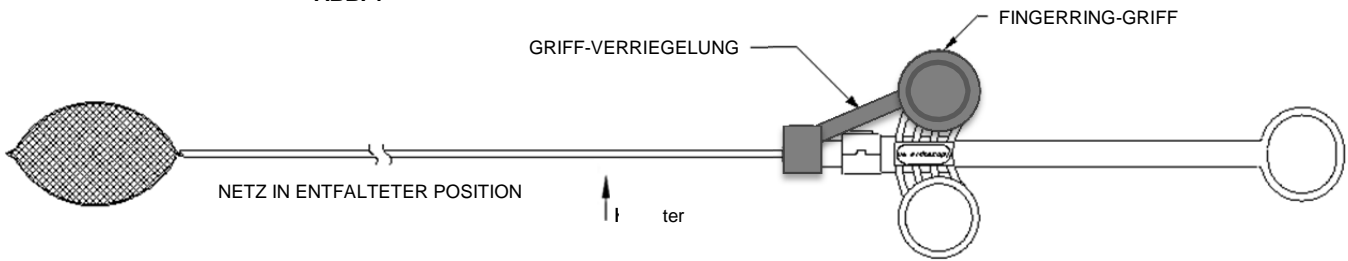 FINGERRING-GRIFF
GRIFF-VERRIEGELUNG
NETZ IN ENTFALTETER POSITION